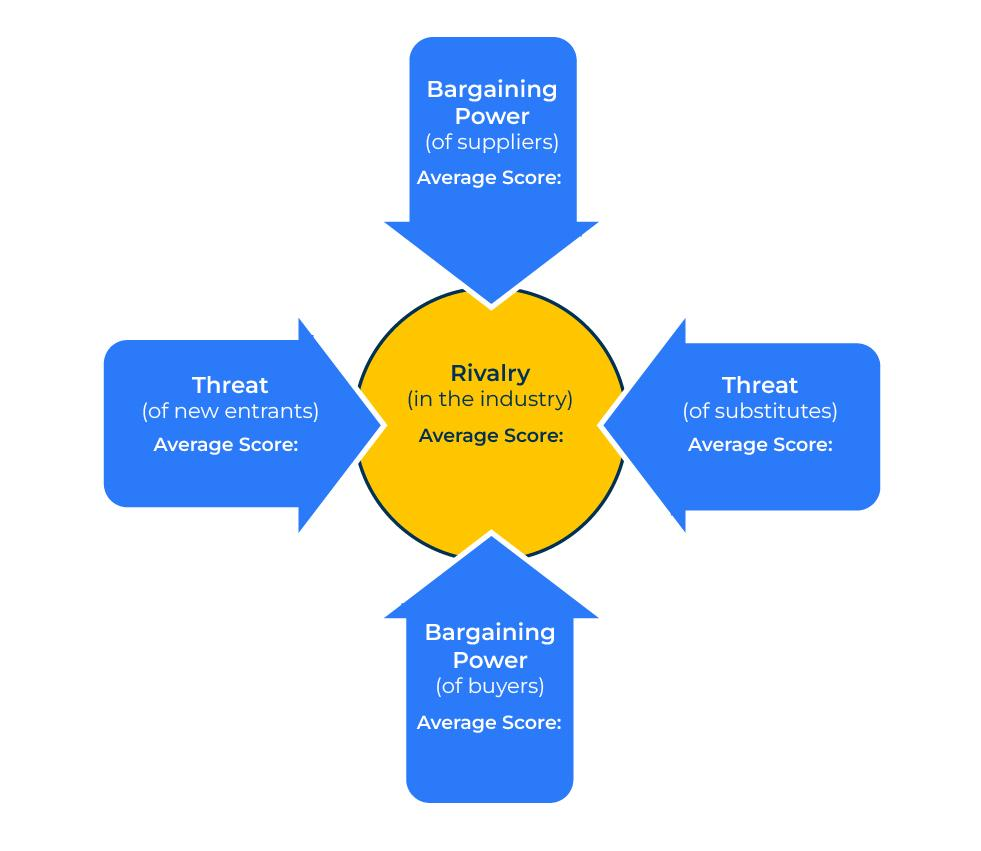 Bargaining
Power
(of suppliers)
Average Score:
Threat
(of new entrants)
Average Score:
Rivalry
(in the industry)
Average Score:
Threat
(of substitutes)
Average Score:
Bargaining
Power
(of buyers)
Average Score: